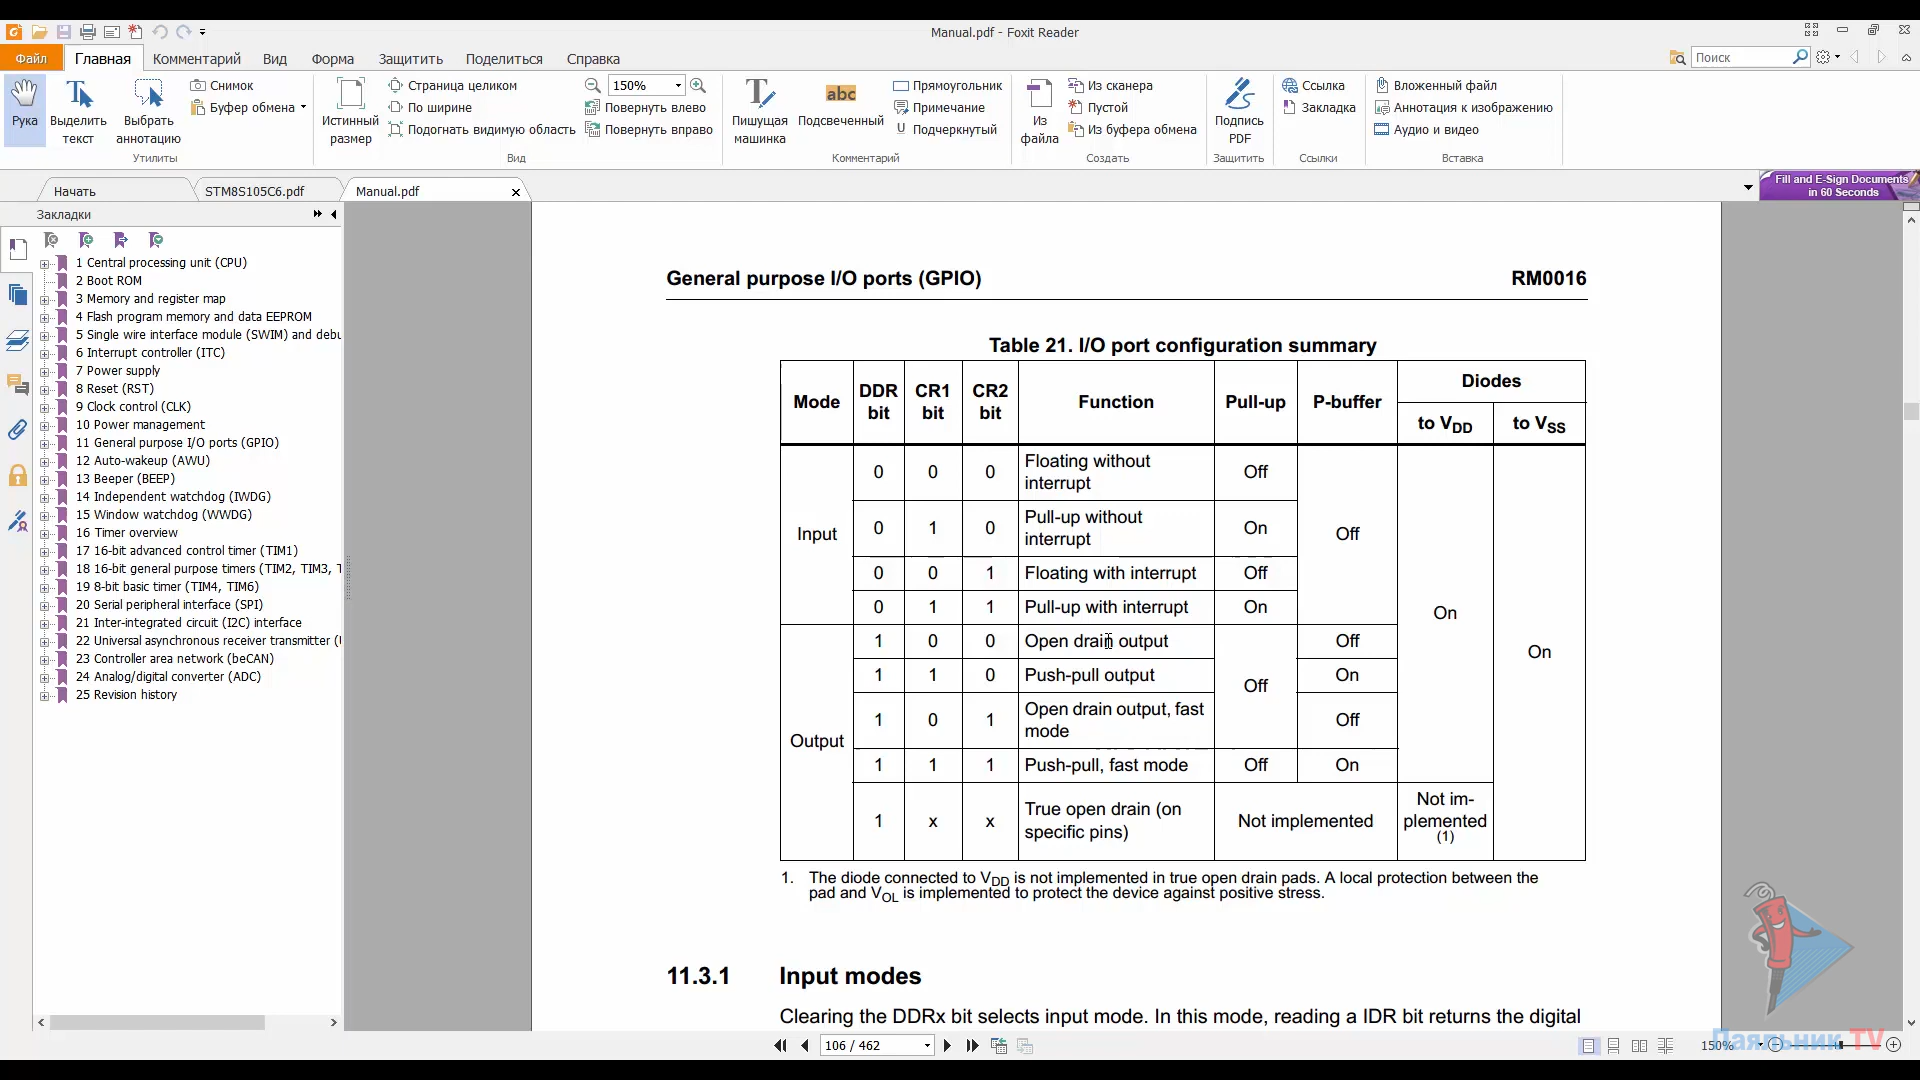 Manual.pdf - Foxit Reader
Файл Главная Комментарий Вид Форма Защитить Поделиться Справка Поиск
Рука
Выделить текст
Выбрать аннотацию
Снимок
Буфер обмена
Утилиты
Истинный размер
Страница целиком
По ширине
Подогнать видимую область
150%
Повернуть влево
Повернуть вправо
Вид
Пишущая машинка
abc
Подсвеченный
Прямоугольник
Примечание
Подчеркнутый
Комментарий
Из файла
Из сканера
Пустой
Из буфера обмена
Создать
Подпись PDF
Защитить
Ссылка
Закладка
Ссылки
Вложенный файл
Аннотация к изображению
Аудио и видео
Вставка
Начать STM8S105C6.pdf Manual.pdf
Fill and E-Sign Documents
in 60 Seconds
Закладки
1 Central processing unit (CPU)
2 Boot ROM
3 Memory and register map
4 Flash program memory and data EEPROM
5 Single wire interface module (SWIM) and debu
6 Interrupt controller (ITC)
7 Power supply
8 Reset (RST)
9 Clock control (CLK)
10 Power management
11 General purpose I/O ports (GPIO)
12 Auto-wakeup (AWU)
13 Beeper (BEEP)
14 Independent watchdog (IWDG)
15 Window watchdog (WWDG)
16 Timer overview
17 16-bit advanced control timer (TIM1)
18 16-bit general purpose timers (TIM2, TIM3, T
19 8-bit basic timer (TIM4, TIM6)
20 Serial peripheral interface (SPI)
21 Inter-integrated circuit (I2C) interface
22 Universal asynchronous receiver transmitter (
23 Controller area network (beCAN)
24 Analog/digital converter (ADC)
25 Revision history
General purpose I/O ports (GPIO) RM0016
Table 21. I/O port configuration summary
Mode DDR bit CR1 bit CR2 bit Function Pull-up P-buffer Diodes
to VDD to VSS
Input 0 0 0 Floating without interrupt Off Off On On
0 1 0 Pull-up without interrupt On
0 0 1 Floating with interrupt Off
0 1 1 Pull-up with interrupt On
Output 1 0 0 Open drain output Off Off
1 1 0 Push-pull output On
1 0 1 Open drain output, fast mode Off
1 1 1 Push-pull, fast mode Off On
1 x x True open drain (on specific pins) Not implemented Not im-plemented (1)
1. The diode connected to VDD is not implemented in true open drain pads. A local protection between the
pad and VOL is implemented to protect the device against positive stress.
11.3.1 Input modes
Clearing the DDRx bit selects input mode. In this mode, reading a IDR bit returns the digital
106 / 462
150%
Паяльник TV